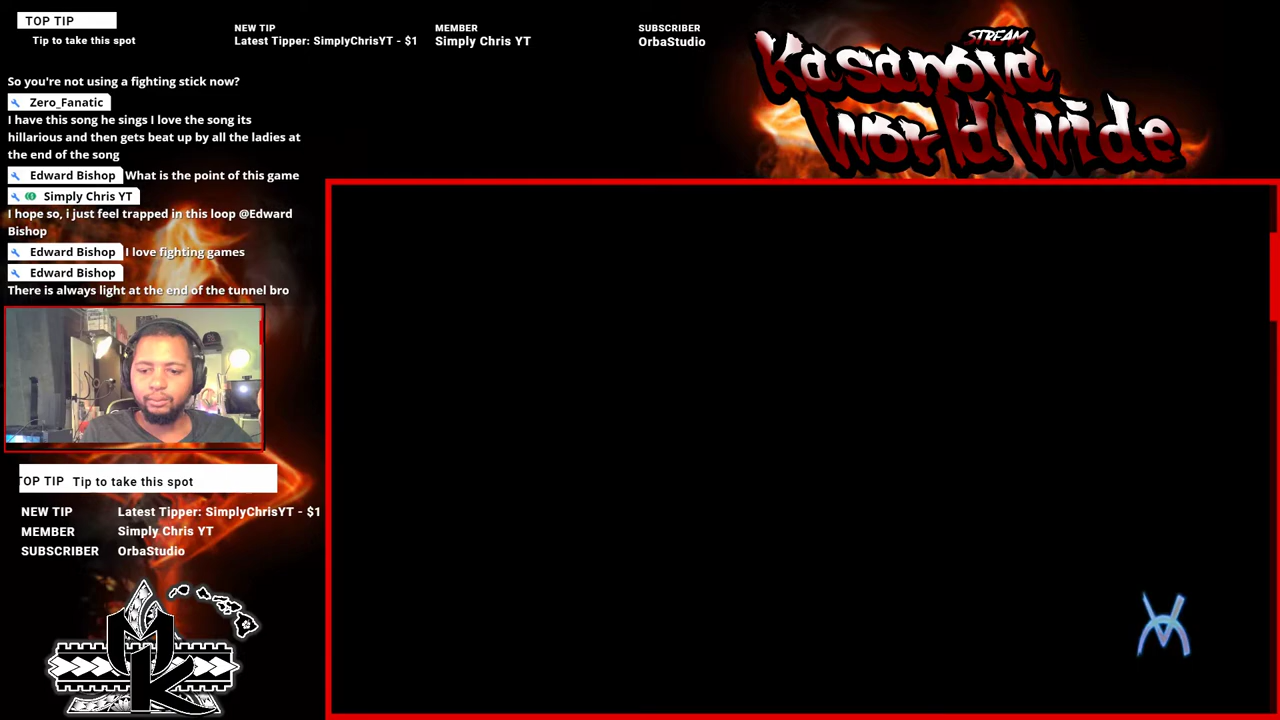 TOP TIP
Tip to take this spot
NEW TIP
Latest Tipper: SimplyChrisYT - $1
MEMBER
Simply Chris YT
SUBSCRIBER
OrbaStudio
STREAM
Kasanova
World Wide
So you're not using a fighting stick now?
Zero_Fanatic
I have this song he sings I love the song its
hillarious and then gets beat up by all the ladies at
the end of the song
Edward Bishop What is the point of this game
Simply Chris YT
I hope so, i just feel trapped in this loop @Edward
Bishop
Edward Bishop I love fighting games
Edward Bishop
There is always light at the end of the tunnel bro
TOP TIP Tip to take this spot
NEW TIP Latest Tipper: SimplyChrisYT - $1
MEMBER Simply Chris YT
SUBSCRIBER OrbaStudio
MK